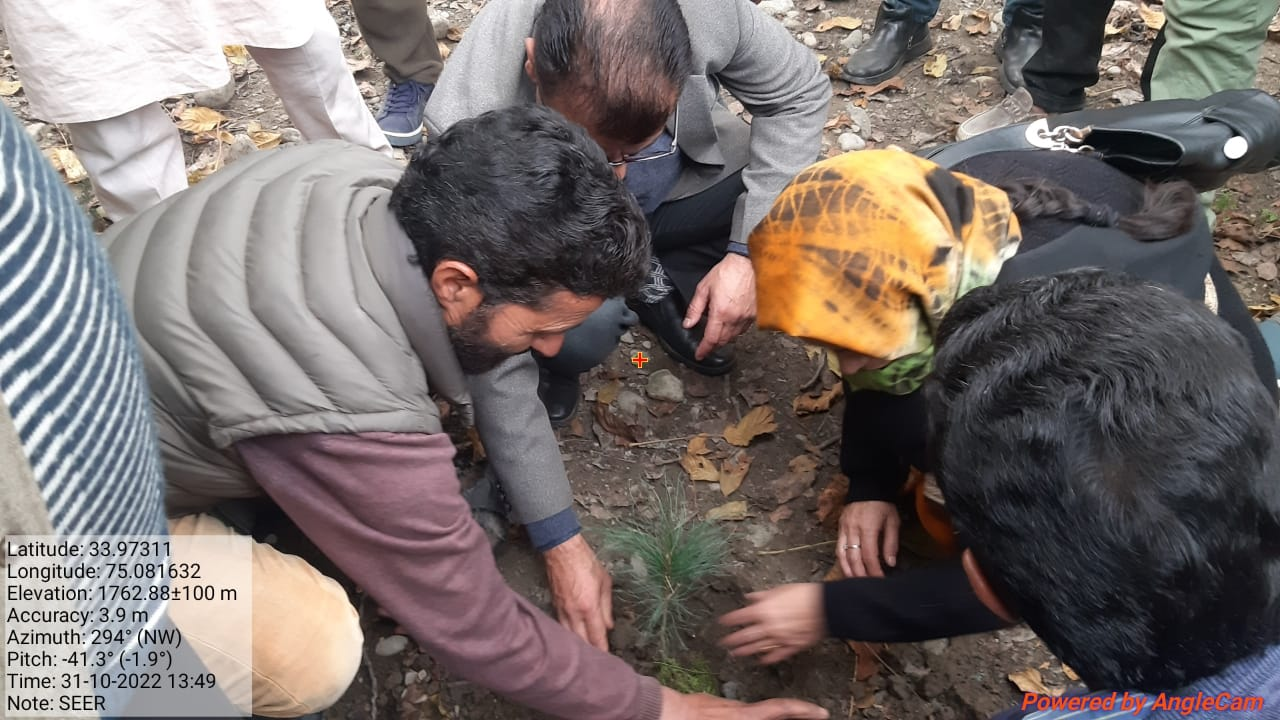 Latitude: 33.97311
Longitude: 75.081632
Elevation: 1762.88±100 m
Accuracy: 3.9 m
Azimuth: 294° (NW)
Pitch: -41.3° (-1.9°)
Time: 31-10-2022 13:49
Note: SEER
Powered by AngleCam